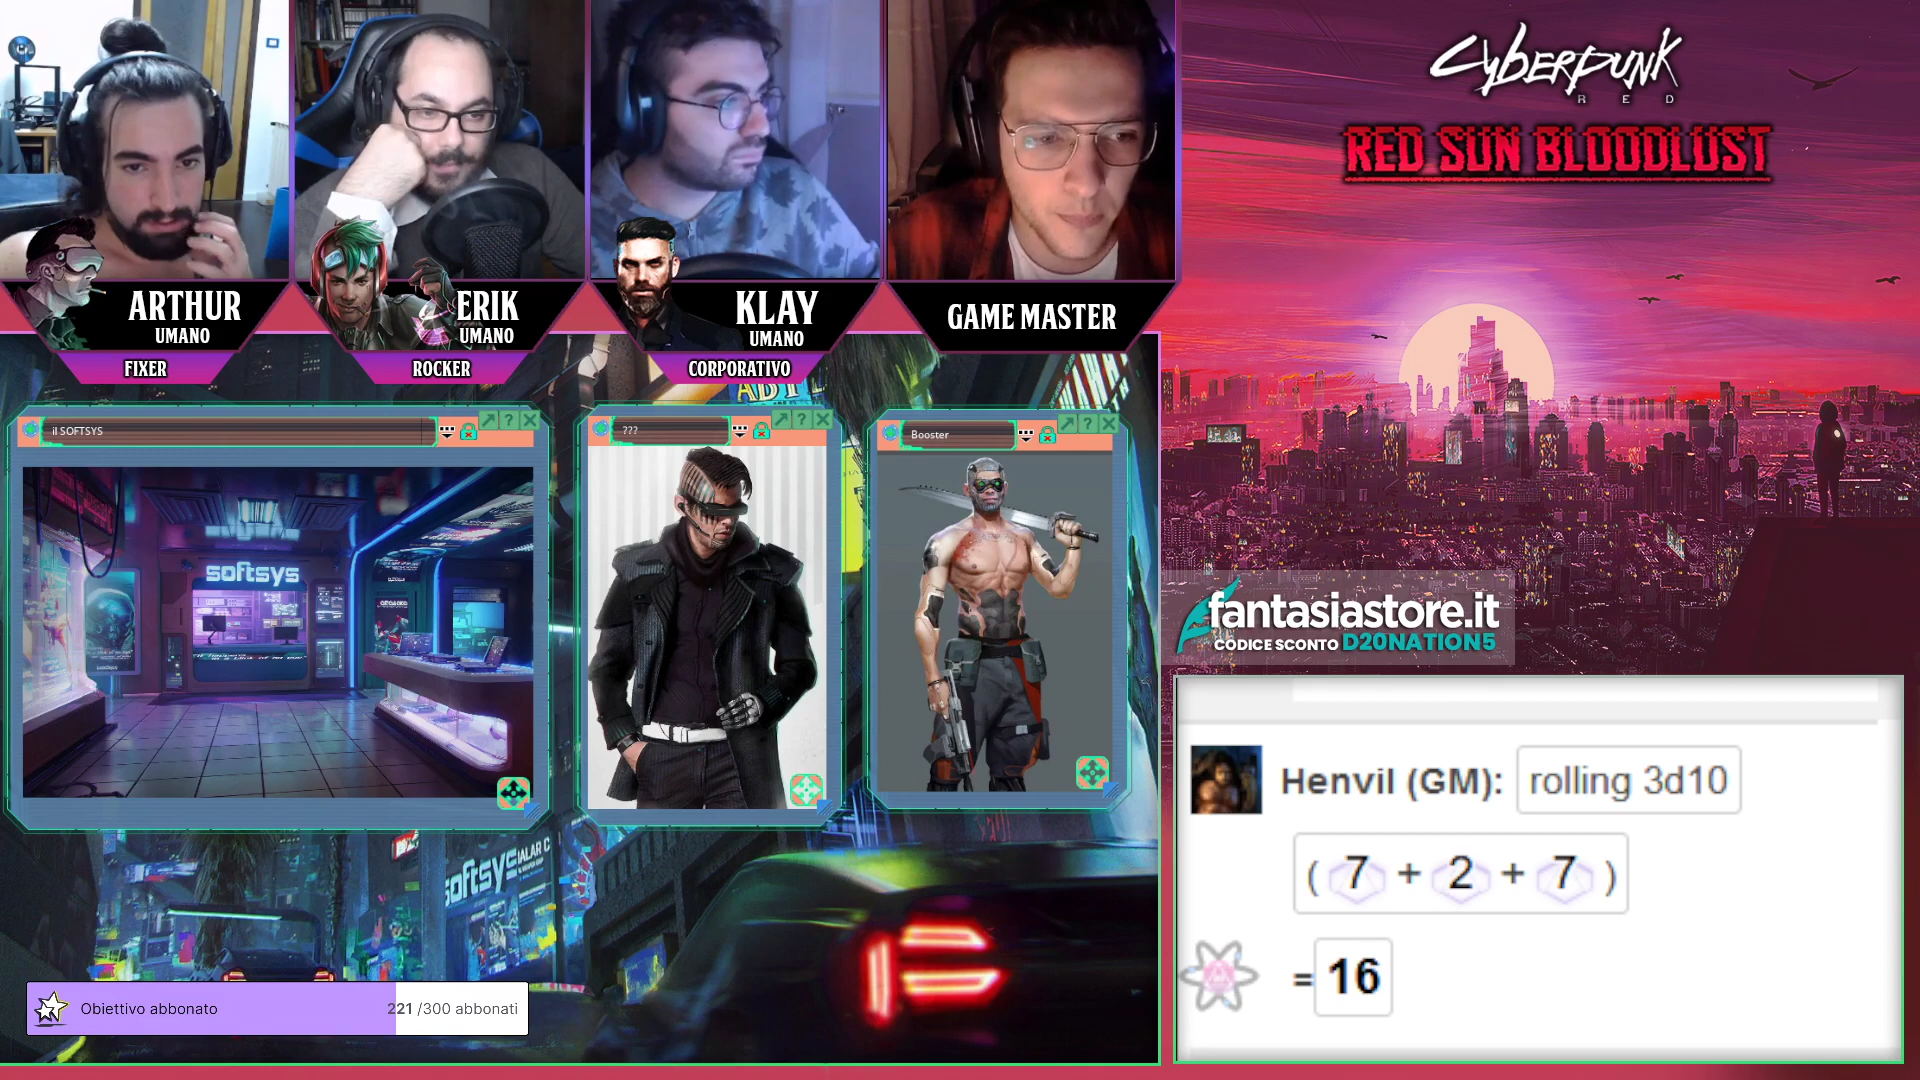 CYBERPUNK
RED
RED SUN BLOODLUST
ARTHUR
UMANO
FIXER
ERIK
UMANO
ROCKER
KLAY
UMANO
CORPORATIVO
GAME MASTER
il SOFTSYS
???
Booster
softsys
softsys
fantasiastore.it
CODICE SCONTO D20NATION5
Henvil (GM): rolling 3d10
( 7 + 2 + 7 )
= 16
Obiettivo abbonato 221 /300 abbonati